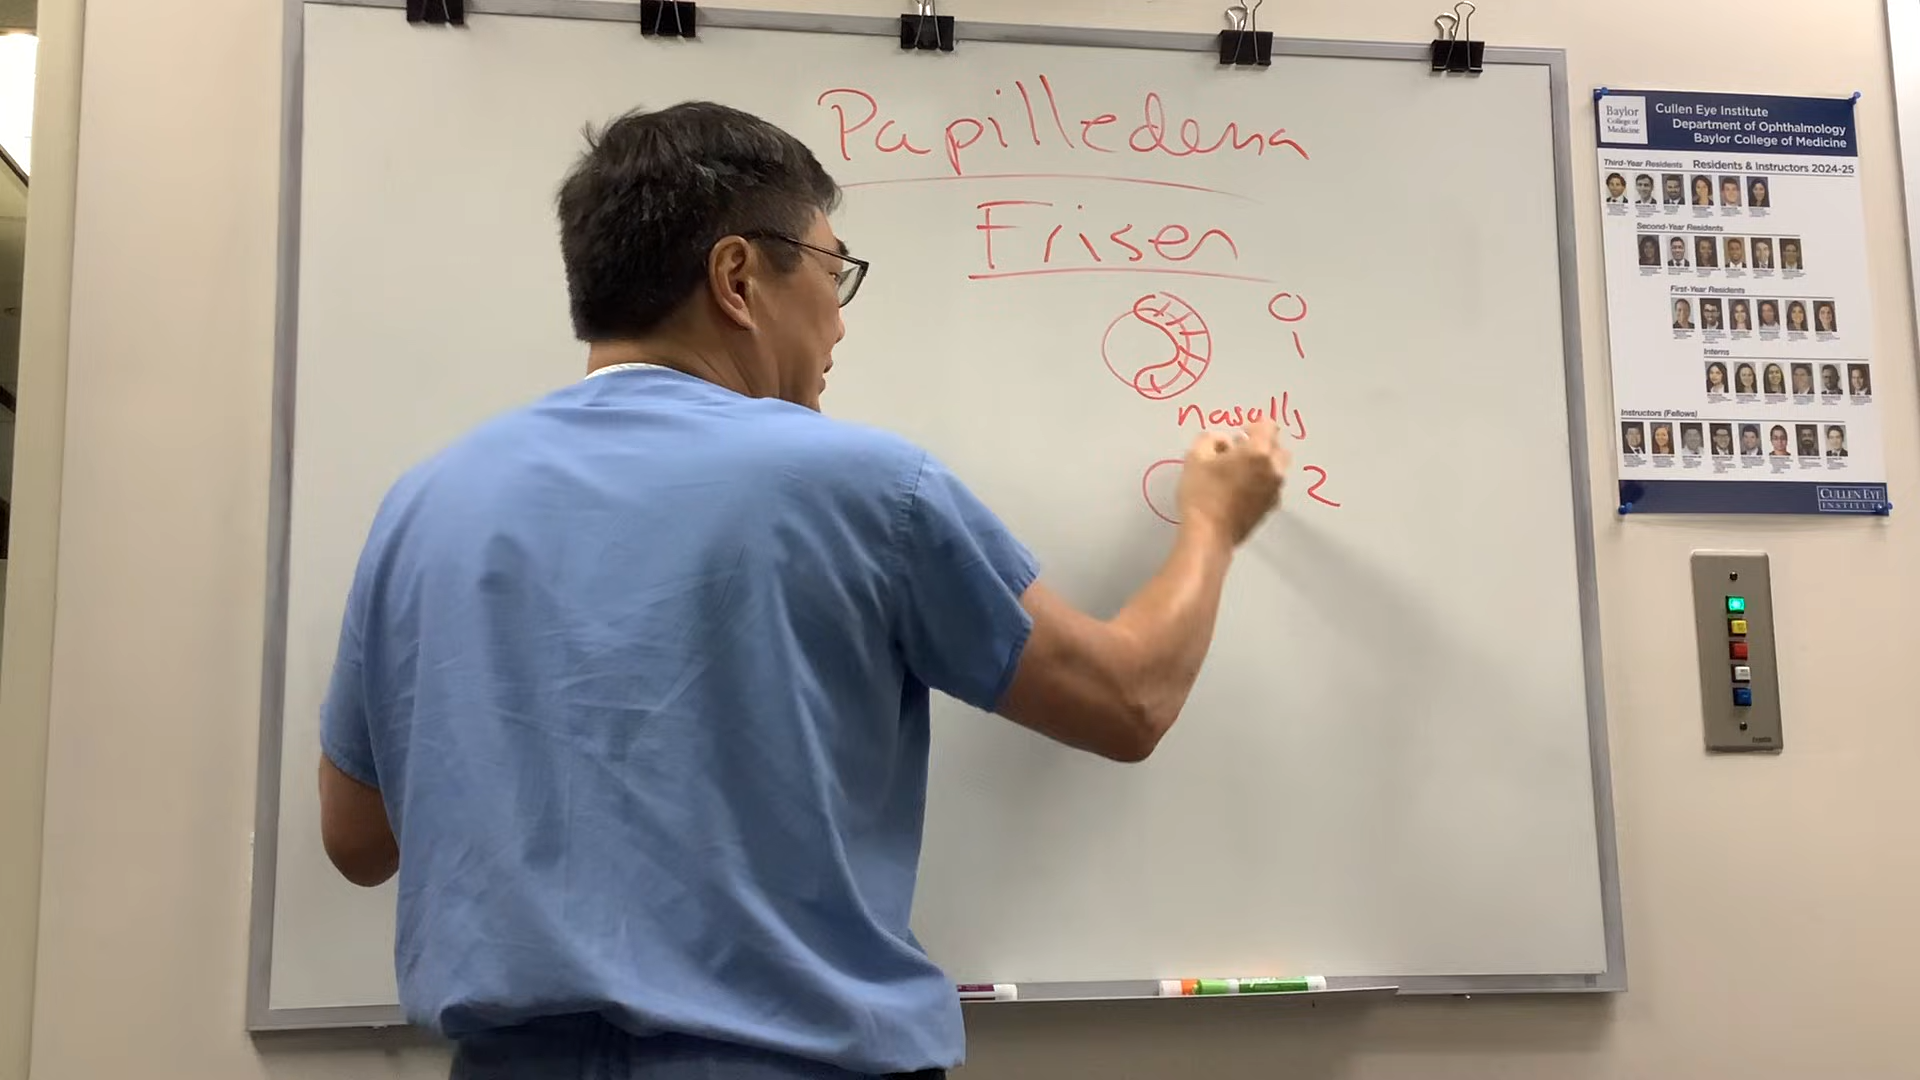 Papilledema
Frisen
0
1
nasally
2
Baylor
College of
Medicine
Cullen Eye Institute
Department of Ophthalmology
Baylor College of Medicine
Third-Year Residents
Residents & Instructors 2024-25
Second-Year Residents
First-Year Residents
Interns
Instructors (Fellows)
CULLEN EYE
INSTITUTE